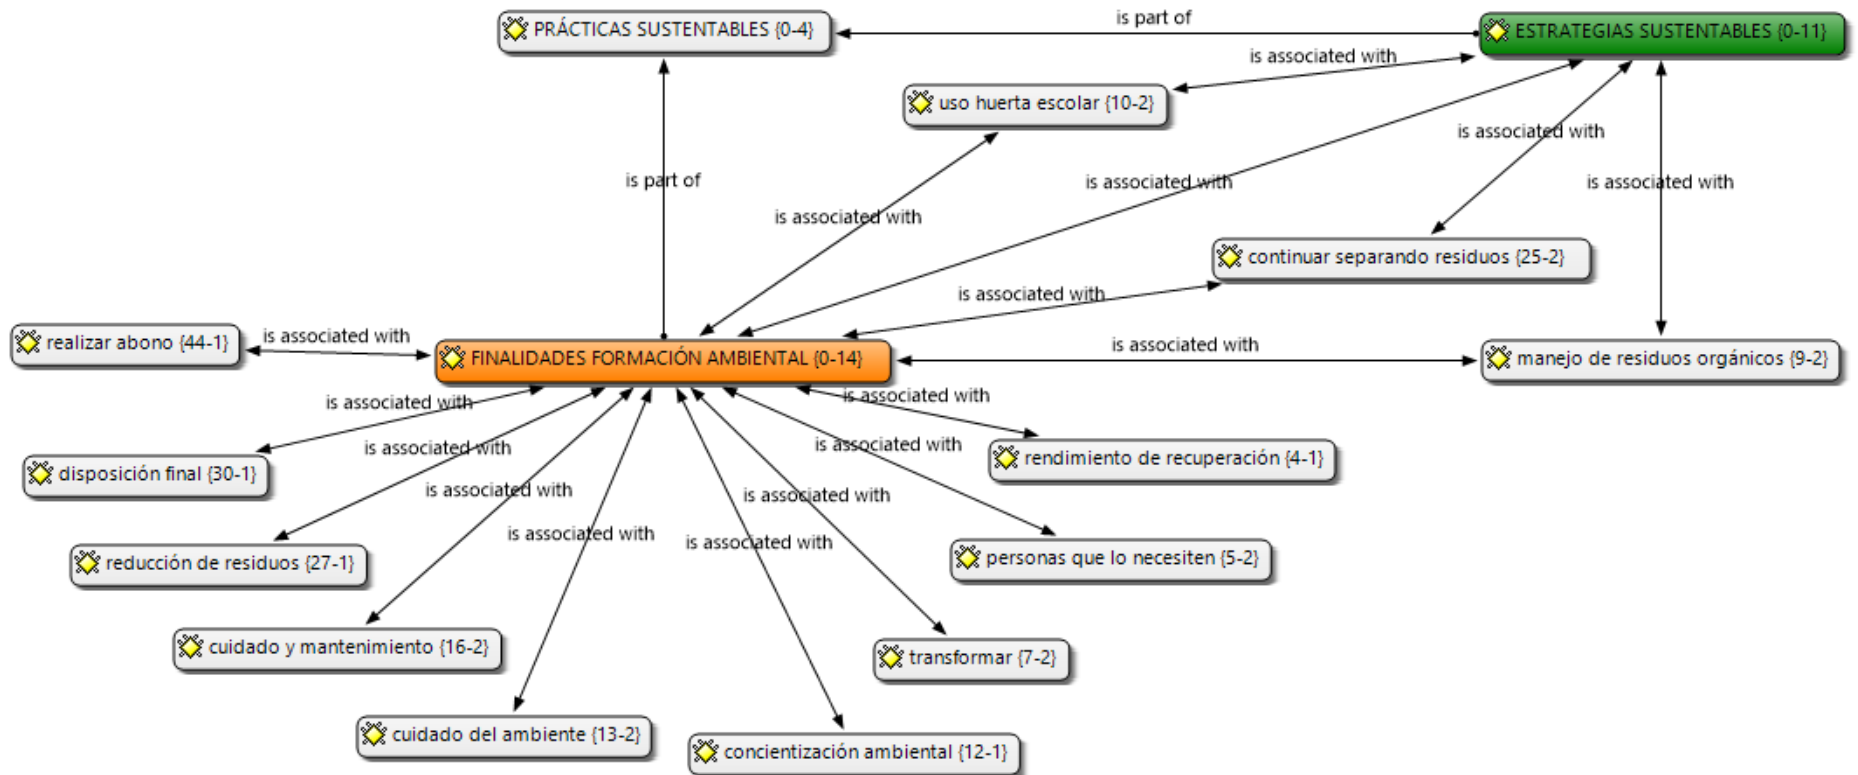 PRÁCTICAS SUSTENTABLES {0-4}
is part of
ESTRATEGIAS SUSTENTABLES {0-11}
is associated with
uso huerta escolar {10-2}
is associated with
is part of
is associated with
is associated with
is associated with
continuar separando residuos {25-2}
is associated with
realizar abono {44-1}
is associated with
FINALIDADES FORMACIÓN AMBIENTAL {0-14}
is associated with
manejo de residuos orgánicos {9-2}
is associated with
is associated with
is associated with
is associated with
rendimiento de recuperación {4-1}
disposición final {30-1}
is associated with
is associated with
is associated with
is associated with
reducción de residuos {27-1}
personas que lo necesiten {5-2}
cuidado y mantenimiento {16-2}
transformar {7-2}
cuidado del ambiente {13-2}
concientización ambiental {12-1}